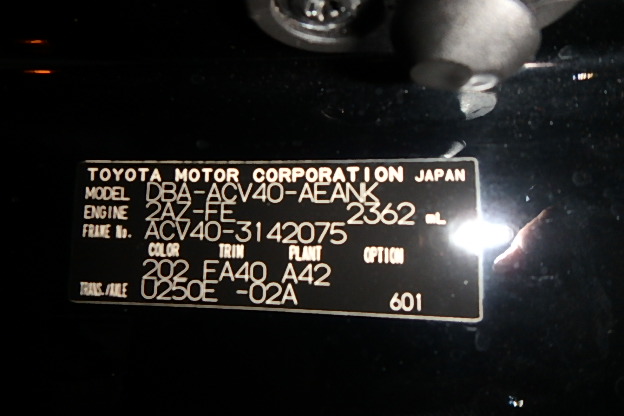 TOYOTA MOTOR CORPORATION JAPAN
MODEL DBA-ACV40-AEANK
ENGINE 2AZ-FE 2362 mL
FRAME No. ACV40-3142075
COLOR TRIM PLANT OPTION
202 FA40 A42
TRANS./AXLE U250E -02A 601